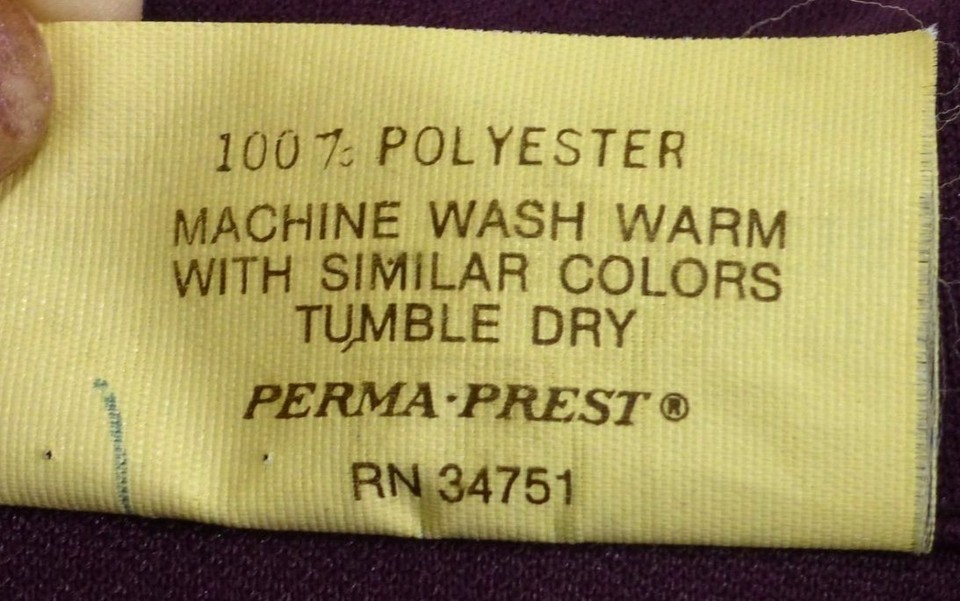 100% POLYESTER
MACHINE WASH WARM
WITH SIMILAR COLORS
TUMBLE DRY
PERMA·PREST®
RN 34751